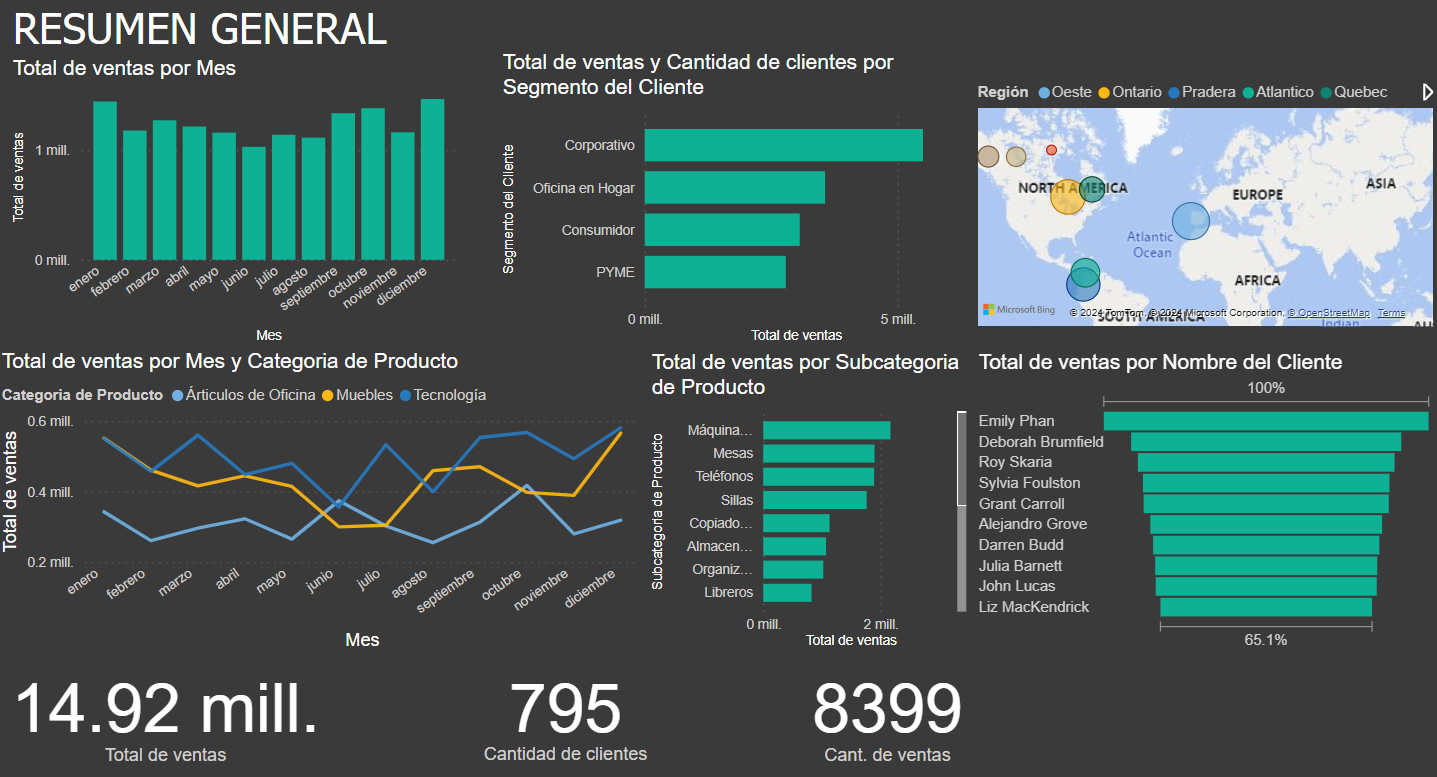 RESUMEN GENERAL
Total de ventas por Mes
Total de ventas
1 mill.
0 mill.
enero
febrero
marzo
abril
mayo
junio
julio
agosto
septiembre
octubre
noviembre
diciembre
Mes
Total de ventas y Cantidad de clientes por
Segmento del Cliente
Segmento del Cliente
Corporativo
Oficina en Hogar
Consumidor
PYME
0 mill.
5 mill.
Total de ventas
Región Oeste Ontario Pradera Atlantico Quebec
NORTH AMERICA
EUROPE
ASIA
Atlantic
Ocean
AFRICA
SOUTH AMERICA
Indian
AUS
Microsoft Bing
© 2024 TomTom, © 2024 Microsoft Corporation, © OpenStreetMap Terms
Total de ventas por Mes y Categoria de Producto
Categoria de Producto Árticulos de Oficina Muebles Tecnología
Total de ventas
0.6 mill.
0.4 mill.
0.2 mill.
enero
febrero
marzo
abril
mayo
junio
julio
agosto
septiembre
octubre
noviembre
diciembre
Mes
Total de ventas por Subcategoria
de Producto
Subcategoria de Producto
Máquina…
Mesas
Teléfonos
Sillas
Copiado…
Almacen…
Organiz…
Libreros
0 mill.
2 mill.
Total de ventas
Total de ventas por Nombre del Cliente
100%
Emily Phan
Deborah Brumfield
Roy Skaria
Sylvia Foulston
Grant Carroll
Alejandro Grove
Darren Budd
Julia Barnett
John Lucas
Liz MacKendrick
65.1%
14.92 mill.
Total de ventas
795
Cantidad de clientes
8399
Cant. de ventas